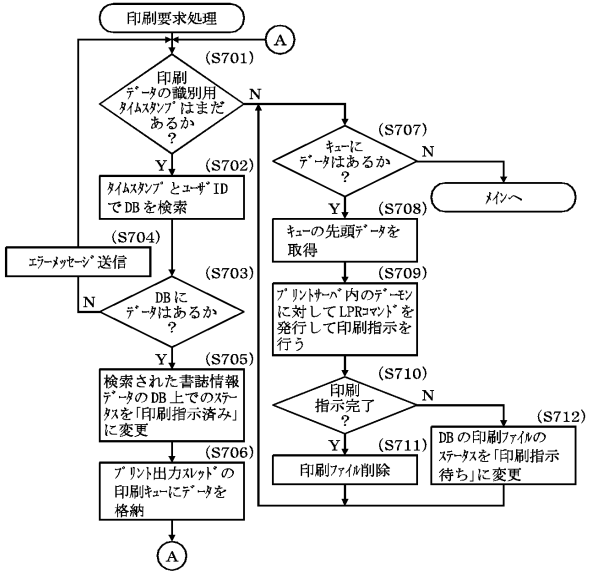 印刷要求処理
A
(S701)
印刷
ﾃﾞｰﾀの識別用
ﾀｲﾑｽﾀﾝﾌﾟはまだ
あるか
?
N
Y
(S702)
ﾀｲﾑｽﾀﾝﾌﾟとﾕｰｻﾞID
でDBを検索
(S704)
ｴﾗｰﾒｯｾｰｼﾞ送信
(S703)
DBに
ﾃﾞｰﾀはあるか
?
N
Y
(S705)
検索された書誌情報
ﾃﾞｰﾀのDB上でのｽﾃｰ
ﾀｽを｢印刷指示済み｣
に変更
(S706)
ﾌﾟﾘﾝﾄ出力ｽﾚｯﾄﾞの
印刷ｷｭｰにﾃﾞｰﾀを
格納
A
(S707)
ｷｭｰに
ﾃﾞｰﾀはあるか
?
N
ﾒｲﾝへ
Y
(S708)
ｷｭｰの先頭ﾃﾞｰﾀを
取得
(S709)
ﾌﾟﾘﾝﾄｻｰﾊﾞ内のﾃﾞｰﾓﾝ
に対してLPRｺﾏﾝﾄﾞを
発行して印刷指示を
行う
(S710)
印刷
指示完了
?
N
Y
(S711)
印刷ﾌｧｲﾙ削除
(S712)
DBの印刷ﾌｧｲﾙの
ｽﾃｰﾀｽを｢印刷指示
待ち｣に変更